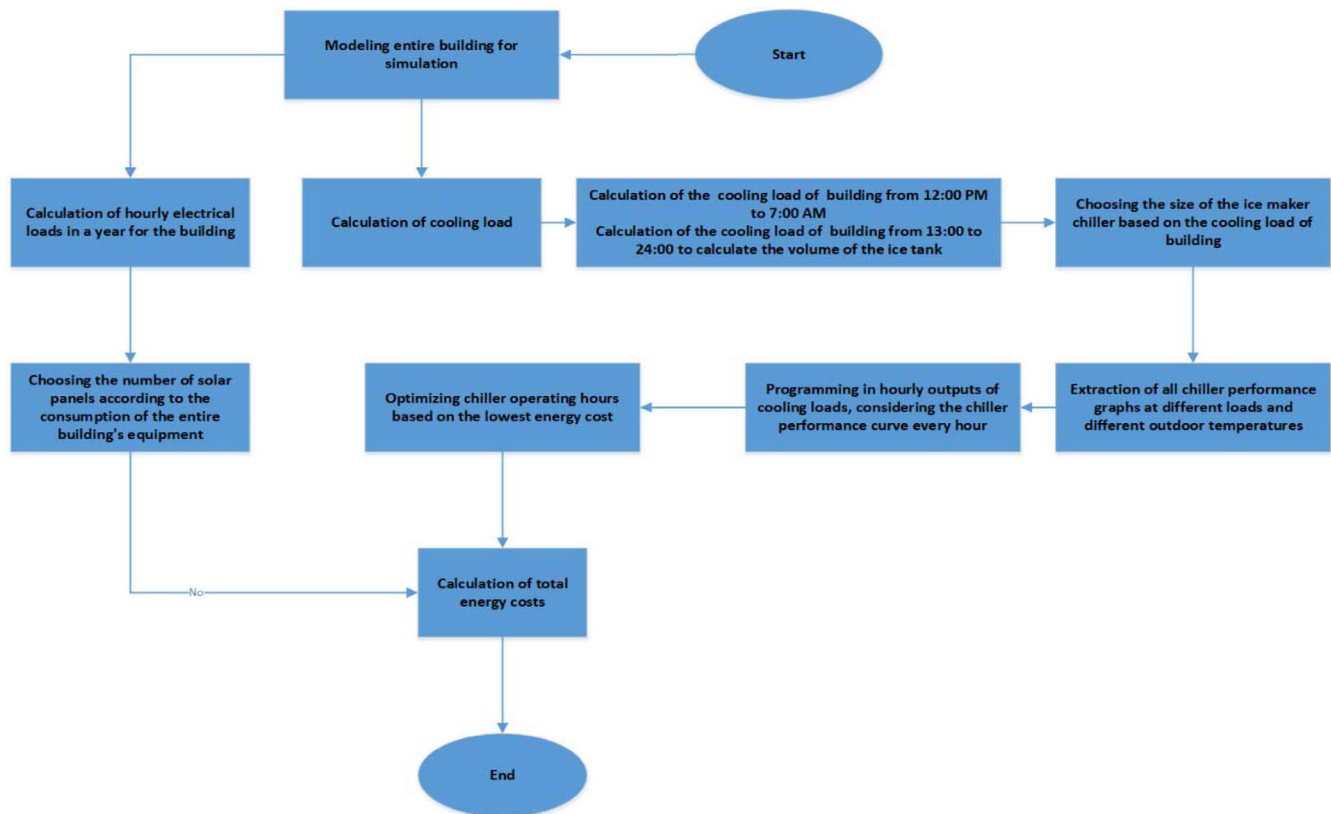 Modeling entire building for
simulation
Start
Calculation of hourly electrical
loads in a year for the building
Calculation of cooling load
Calculation of the cooling load of building from 12:00 PM
to 7:00 AM
Calculation of the cooling load of building from 13:00 to
24:00 to calculate the volume of the ice tank
Choosing the size of the ice maker
chiller based on the cooling load of
building
Choosing the number of solar
panels according to the
consumption of the entire
building's equipment
Optimizing chiller operating hours
based on the lowest energy cost
Programming in hourly outputs of
cooling loads, considering the chiller
performance curve every hour
Extraction of all chiller performance
graphs at different loads and
different outdoor temperatures
No
Calculation of total
energy costs
End